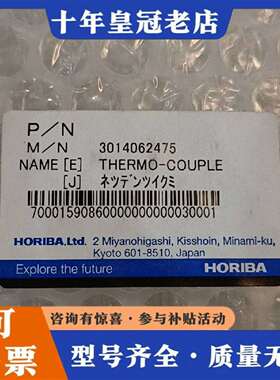 十年皇冠老店
P/N
M/N 3014062475
NAME [E] THERMO-COUPLE
[J] ネツデンツイクミ
HORIBA,Ltd. 2 Miyanohigashi, Kisshoin, Minami-ku,
Kyoto 601-8510, Japan
Explore the future HORIBA
咨询有惊喜·参与补贴活动
票 型号齐全·质量保证